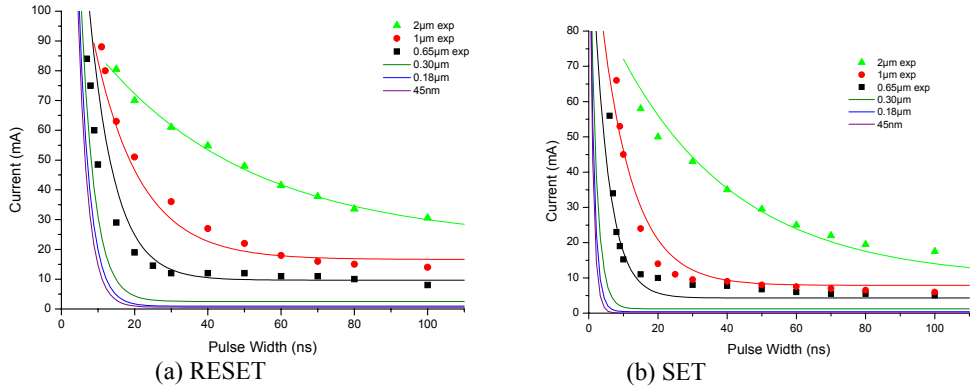 100
90
80
70
60
50
40
30
20
10
0
Current (mA)
0 20 40 60 80 100
Pulse Width (ns)
2µm exp
1µm exp
0.65µm exp
0.30µm
0.18µm
45nm
(a) RESET
80
70
60
50
40
30
20
10
0
Current (mA)
0 20 40 60 80 100
Pulse Width (ns)
2µm exp
1µm exp
0.65µm exp
0.30µm
0.18µm
45nm
(b) SET